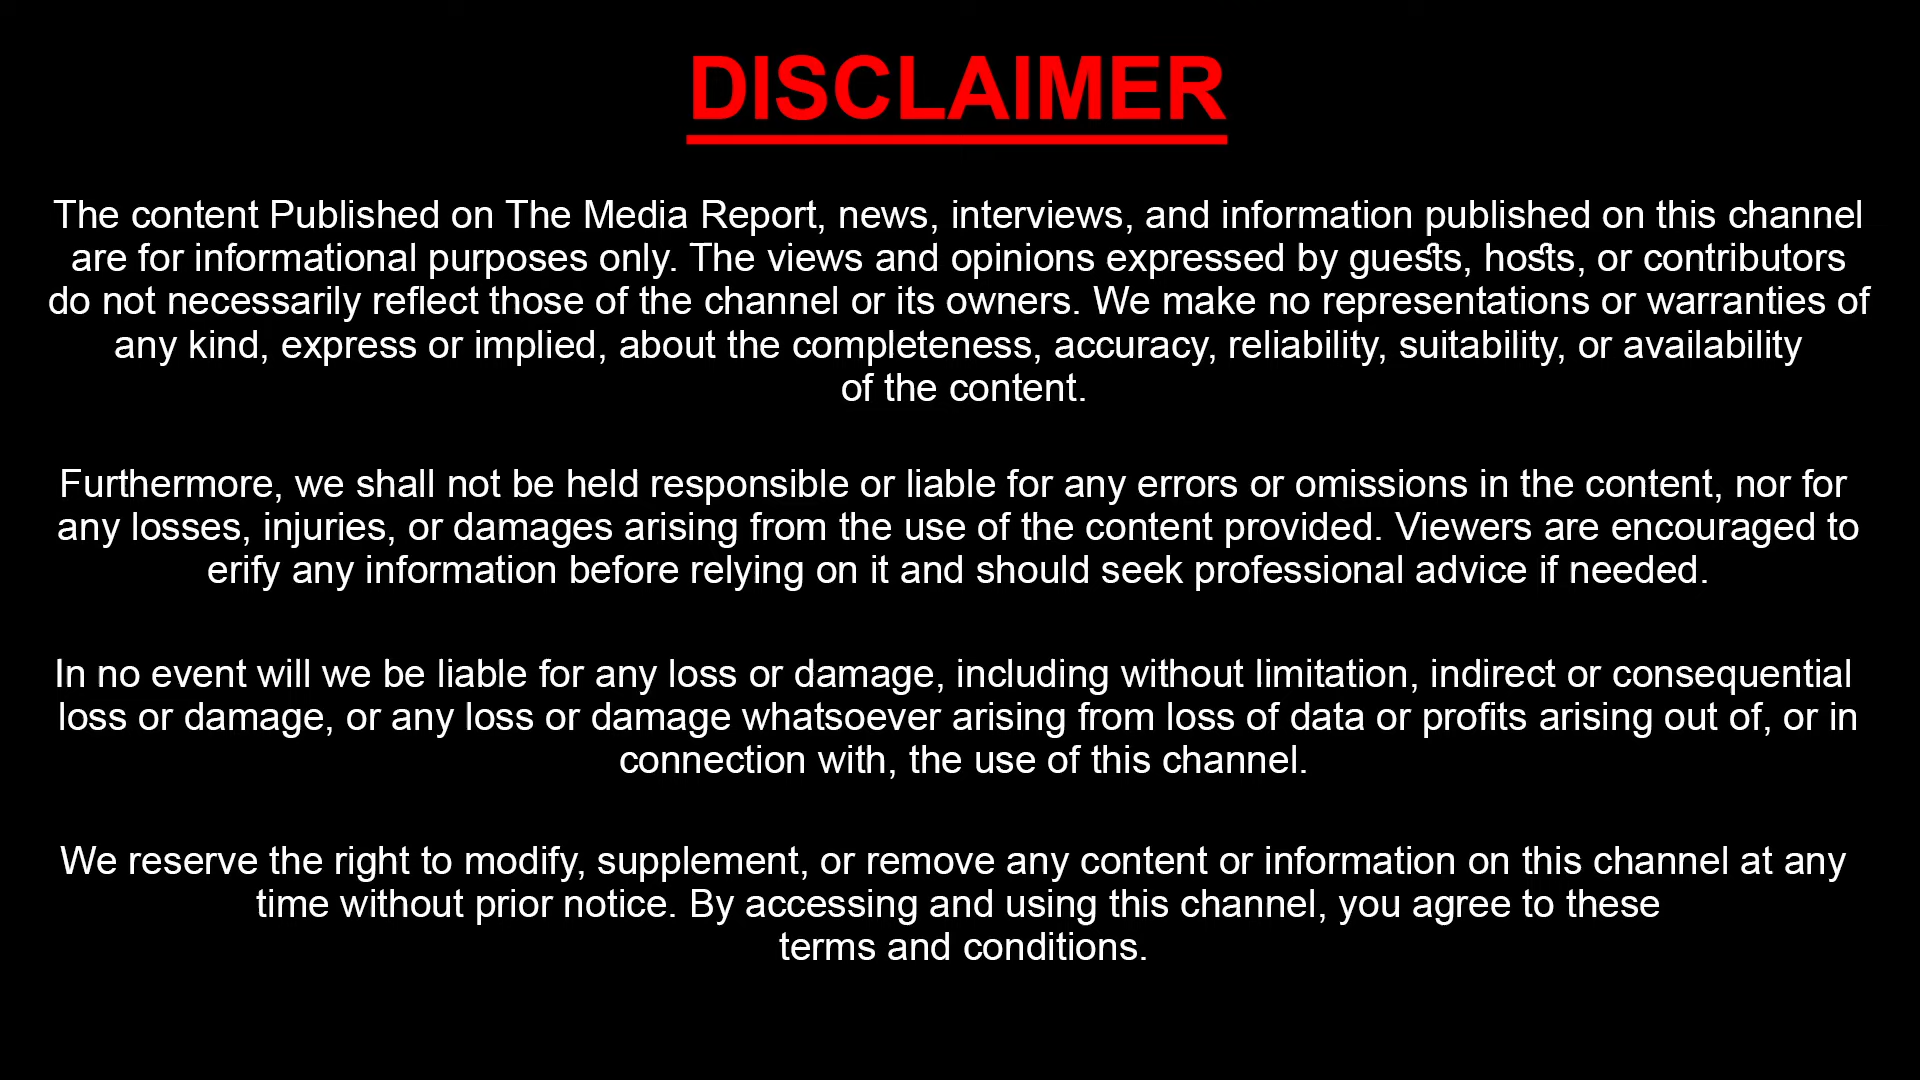 DISCLAIMER
The content Published on The Media Report, news, interviews, and information published on this channel
are for informational purposes only. The views and opinions expressed by guests, hosts, or contributors
do not necessarily reflect those of the channel or its owners. We make no representations or warranties of
any kind, express or implied, about the completeness, accuracy, reliability, suitability, or availability
of the content.
Furthermore, we shall not be held responsible or liable for any errors or omissions in the content, nor for
any losses, injuries, or damages arising from the use of the content provided. Viewers are encouraged to
erify any information before relying on it and should seek professional advice if needed.
In no event will we be liable for any loss or damage, including without limitation, indirect or consequential
loss or damage, or any loss or damage whatsoever arising from loss of data or profits arising out of, or in
connection with, the use of this channel.
We reserve the right to modify, supplement, or remove any content or information on this channel at any
time without prior notice. By accessing and using this channel, you agree to these
terms and conditions.